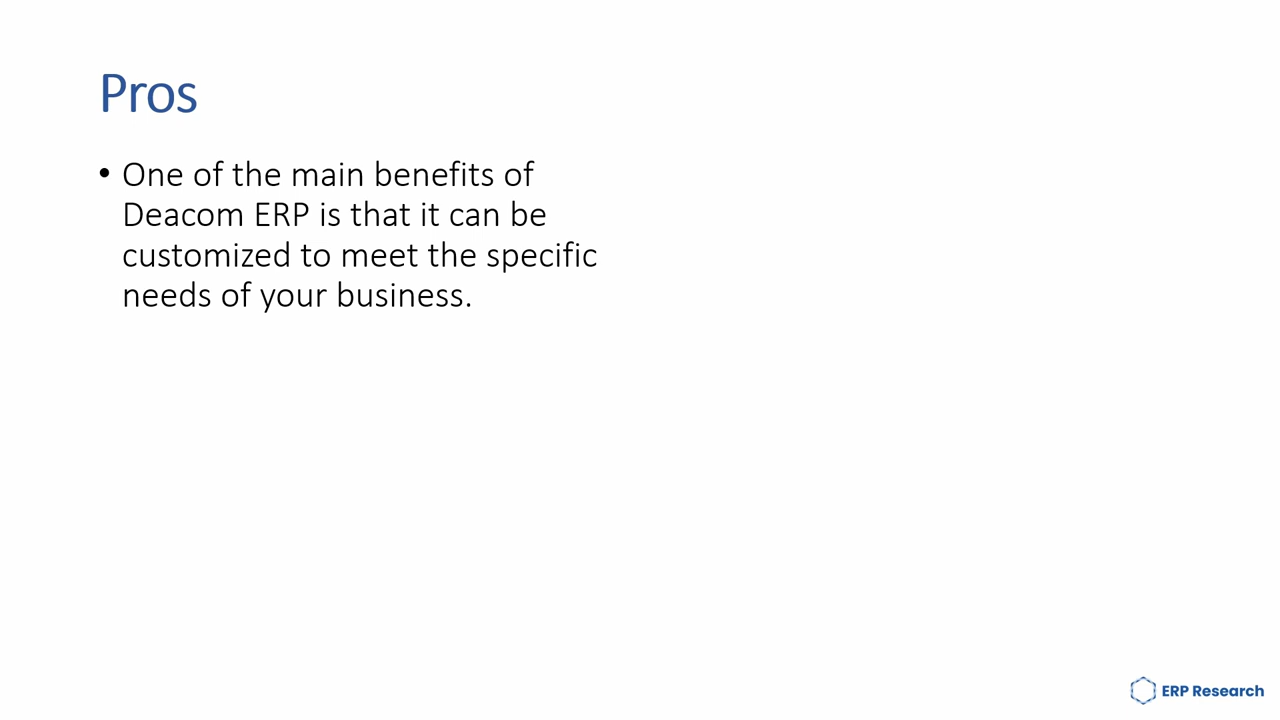 Pros
• One of the main benefits of
Deacom ERP is that it can be
customized to meet the specific
needs of your business.
ERP Research